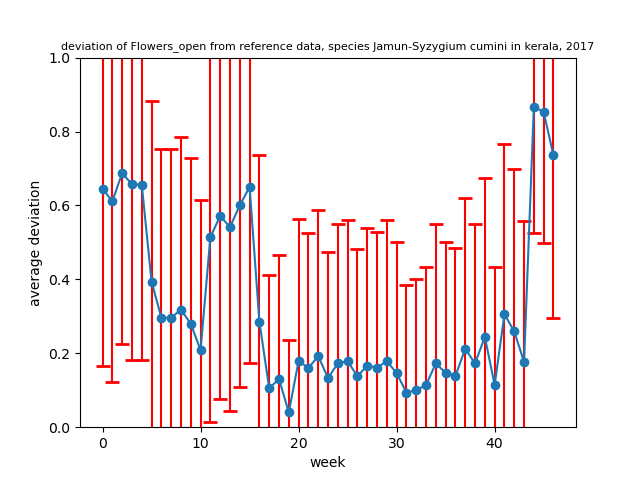 deviation of Flowers_open from reference data, species Jamun-Syzygium cumini in kerala, 2017
1.0
0.8
0.6
0.4
0.2
0.0
average deviation
0 10 20 30 40
week